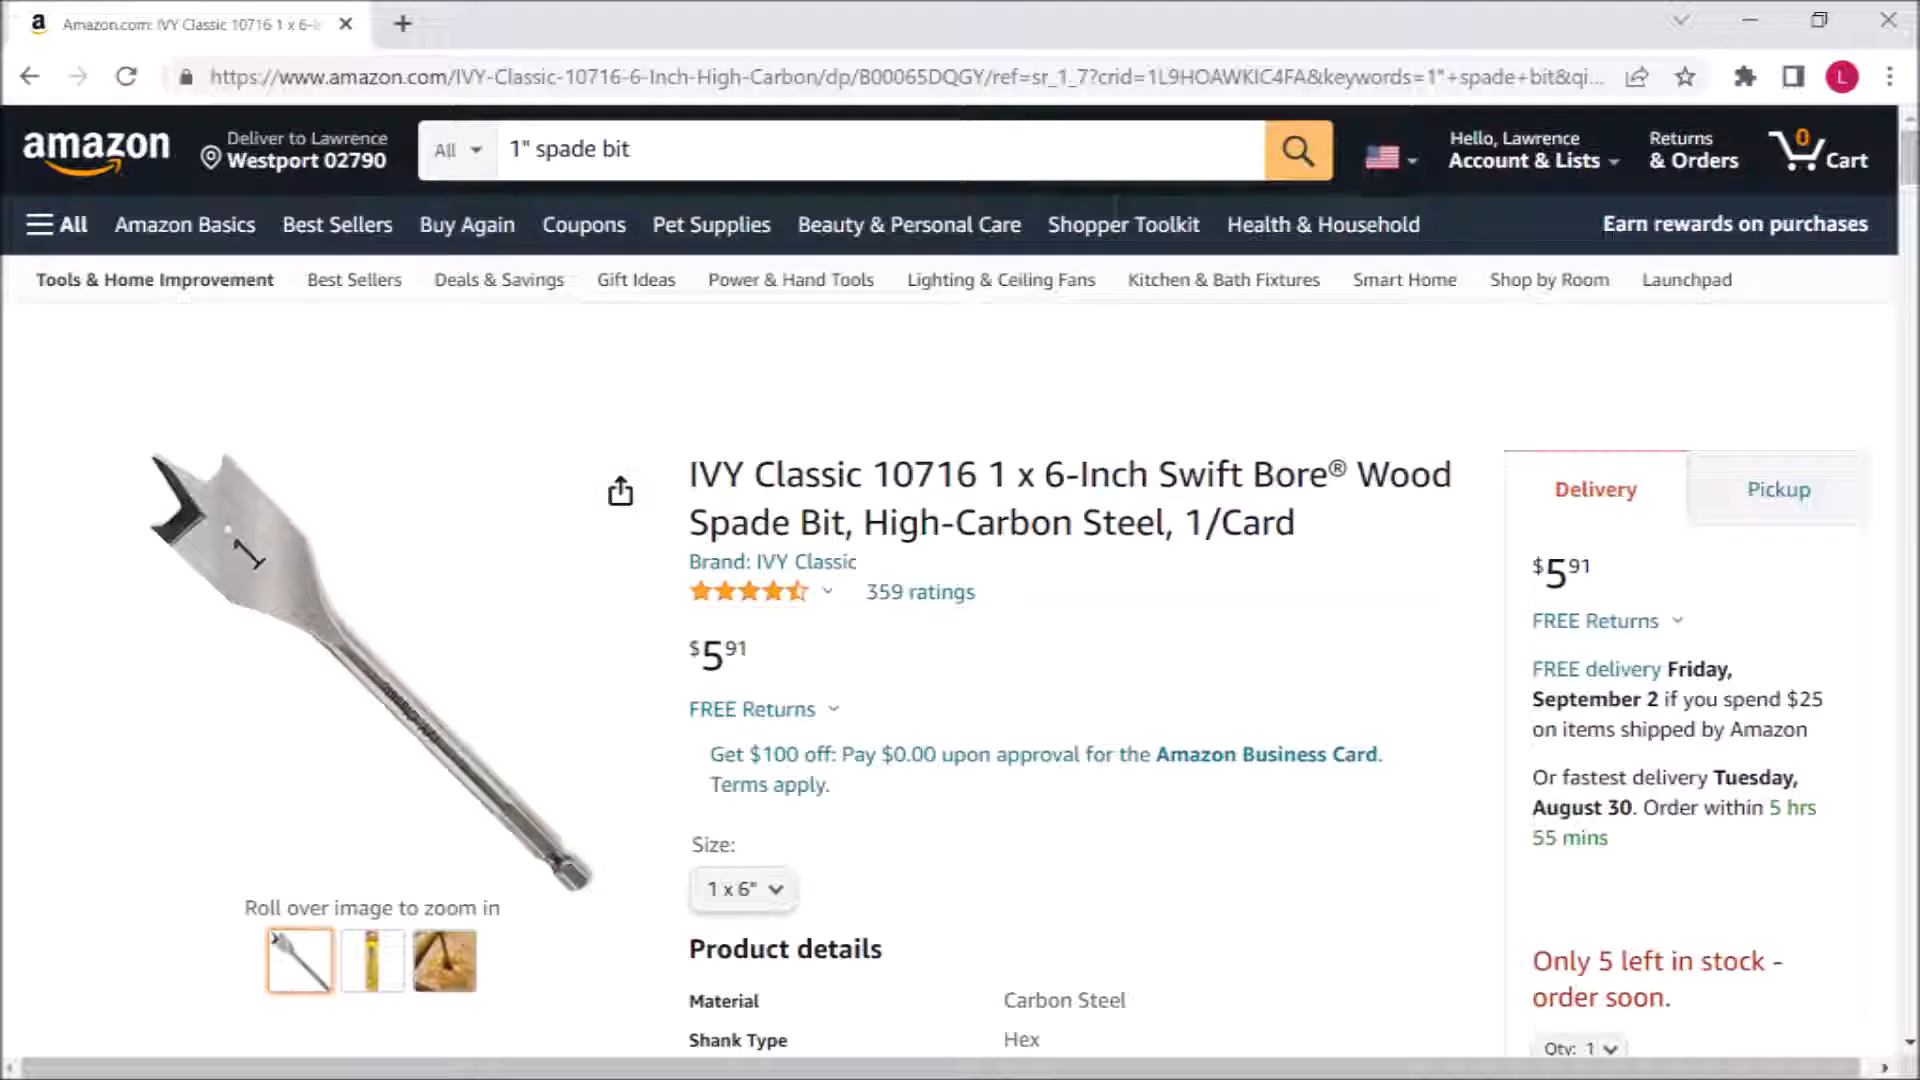 Amazon.com: IVY Classic 10716 1 x 6-I
https://www.amazon.com/IVY-Classic-10716-6-Inch-High-Carbon/dp/B00065DQGY/ref=sr_1_7?crid=1L9HOAWKIC4FA&keywords=1"+spade+bit&qi...
L
amazon
Deliver to Lawrence
Westport 02790
All
1" spade bit
Hello, Lawrence
Account & Lists
Returns
& Orders
0
Cart
All
Amazon Basics
Best Sellers
Buy Again
Coupons
Pet Supplies
Beauty & Personal Care
Shopper Toolkit
Health & Household
Earn rewards on purchases
Tools & Home Improvement
Best Sellers
Deals & Savings
Gift Ideas
Power & Hand Tools
Lighting & Ceiling Fans
Kitchen & Bath Fixtures
Smart Home
Shop by Room
Launchpad
1
Roll over image to zoom in
IVY Classic 10716 1 x 6-Inch Swift Bore® Wood
Spade Bit, High-Carbon Steel, 1/Card
Brand: IVY Classic
359 ratings
$5 91
FREE Returns
Get $100 off: Pay $0.00 upon approval for the Amazon Business Card.
Terms apply.
Size:
1 x 6"
Product details
Material
Carbon Steel
Shank Type
Hex
Delivery
Pickup
$5 91
FREE Returns
FREE delivery Friday,
September 2 if you spend $25
on items shipped by Amazon
Or fastest delivery Tuesday,
August 30. Order within 5 hrs
55 mins
Only 5 left in stock -
order soon.
Qty: 1